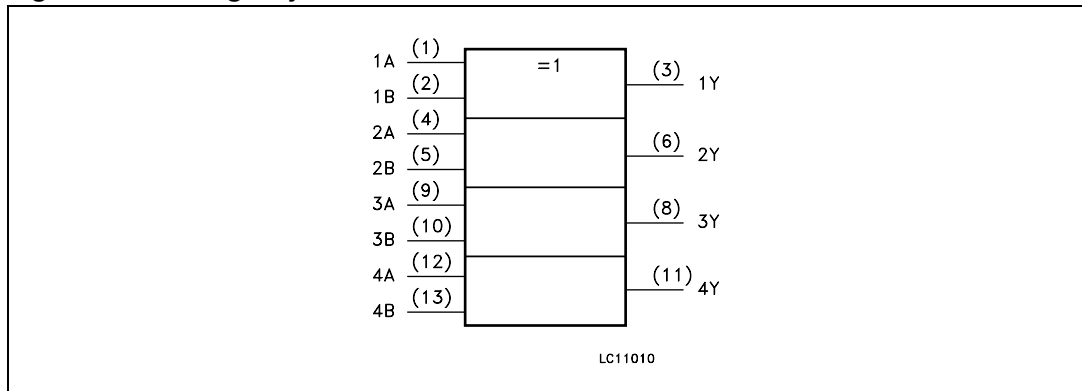 =1
1A (1)
1B (2)
2A (4)
2B (5)
3A (9)
3B (10)
4A (12)
4B (13)
(3) 1Y
(6) 2Y
(8) 3Y
(11) 4Y
LC11010